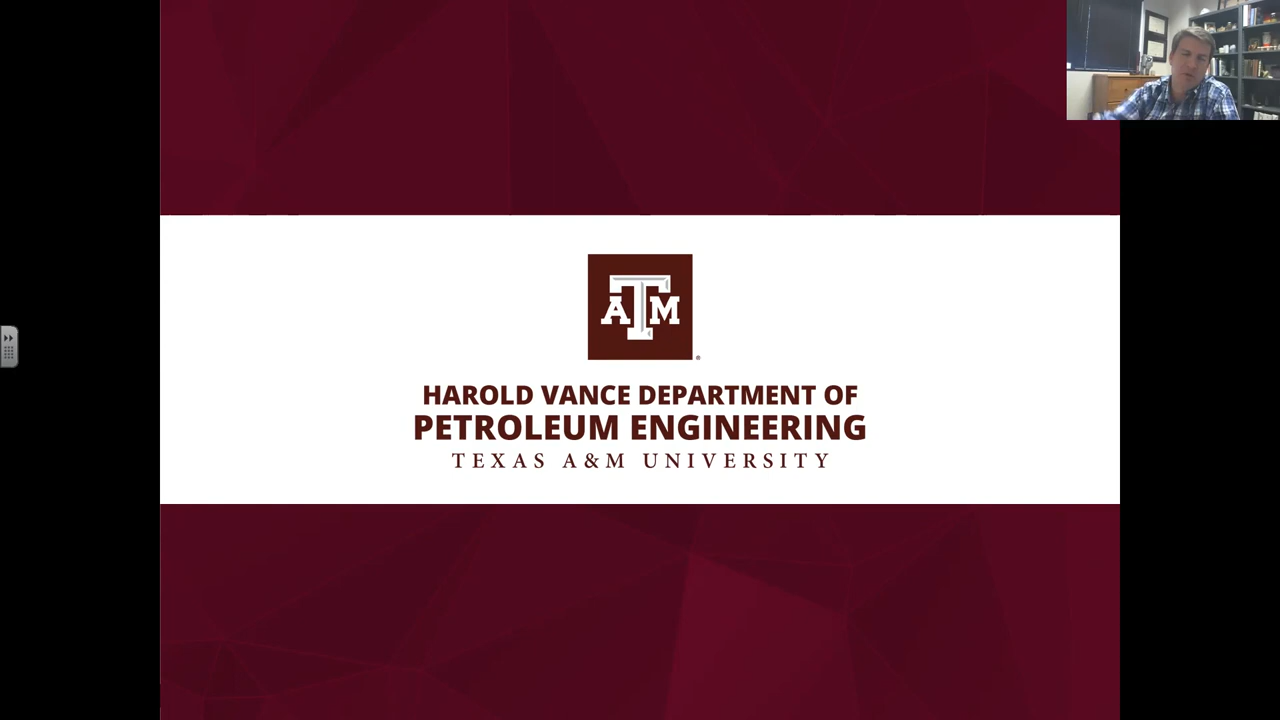 ATM
®
HAROLD VANCE DEPARTMENT OF
PETROLEUM ENGINEERING
TEXAS A&M UNIVERSITY